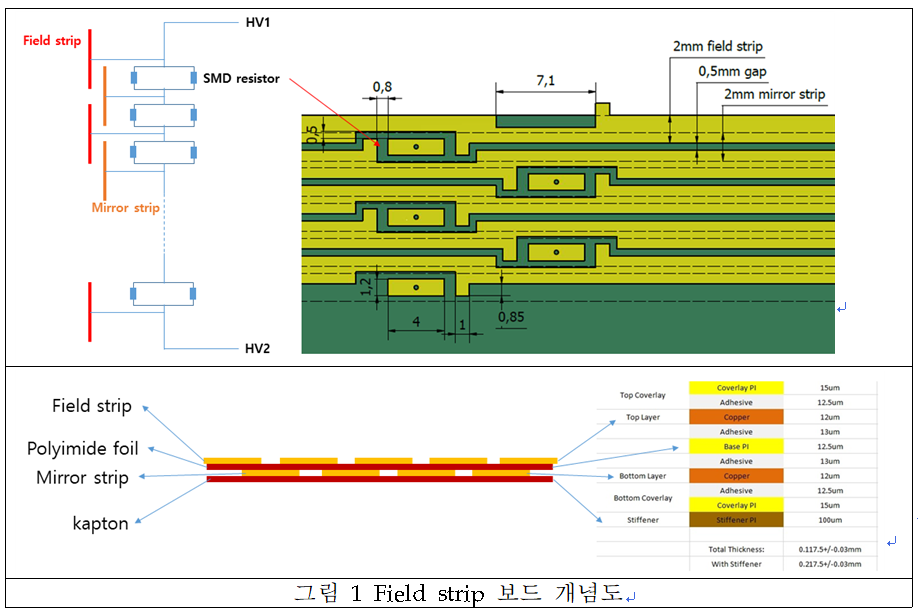 HV1
Field strip
SMD resistor
Mirror strip
HV2
2mm field strip
0,5mm gap
2mm mirror strip
7,1
0,8
0,5
1,2
4
1
0,85
Field strip
Polyimide foil
Mirror strip
kapton
Top Coverlay
Coverlay PI 15um
Adhesive 12.5um
Top Layer Copper 12um
Adhesive 13um
Base PI 12.5um
Adhesive 13um
Bottom Layer Copper 12um
Bottom Coverlay
Adhesive 12.5um
Coverlay PI 15um
Stiffener Stiffener PI 100um
Total Thickness: 0.117.5+/-0.03mm
With Stiffener 0.217.5+/-0.03mm
그림 1 Field strip 보드 개념도